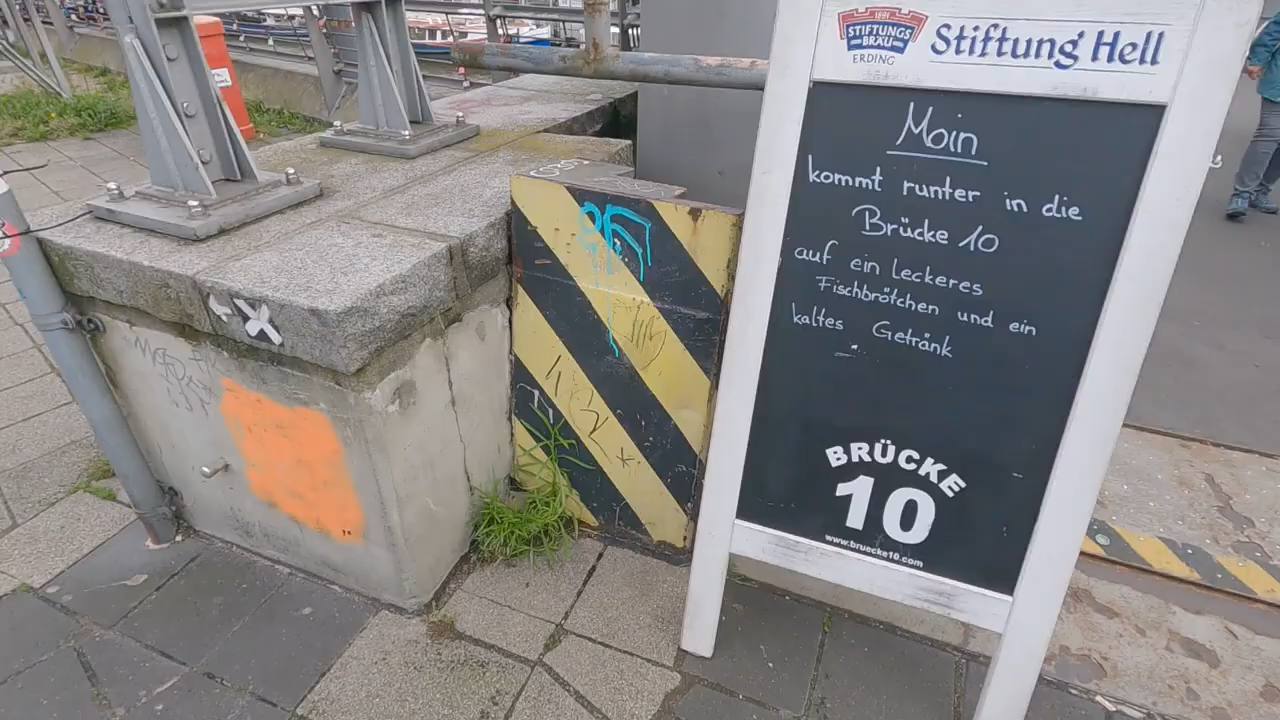 1891
STIFTUNGS
BRÄU
ERDING
Stiftung Hell
Moin
kommt runter in die
Brücke 10
auf ein leckeres
Fischbrötchen und ein
kaltes Getränk
BRÜCKE
10
www.bruecke10.com